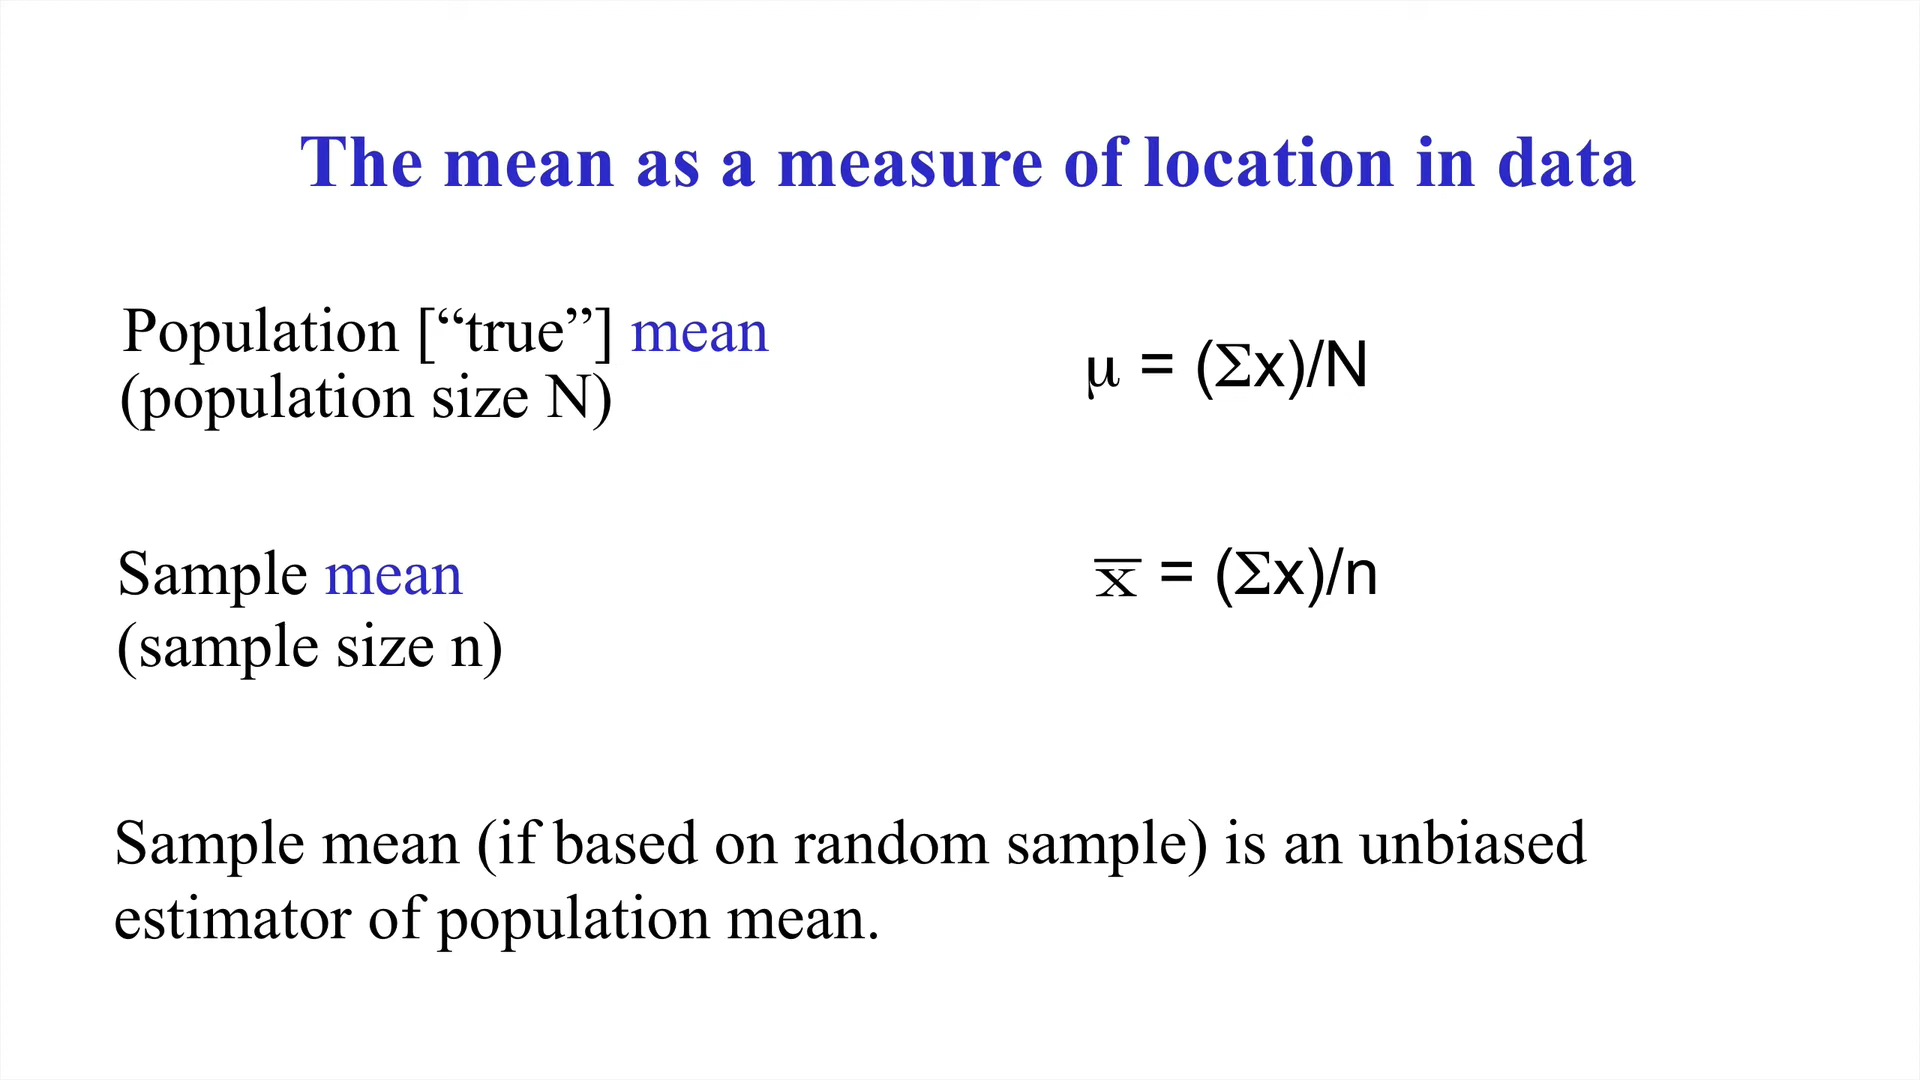 The mean as a measure of location in data
Population [“true”] mean
(population size N)
μ = (Σx)/N
Sample mean
(sample size n)
x̅ = (Σx)/n
Sample mean (if based on random sample) is an unbiased
estimator of population mean.